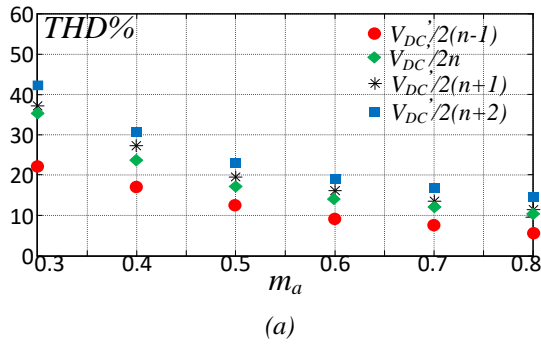 THD%
60
50
40
30
20
10
0
V_DC'/2(n-1)
V_DC'/2n
V_DC'/2(n+1)
V_DC'/2(n+2)
0.3 0.4 0.5 0.6 0.7 0.8
m_a
(a)